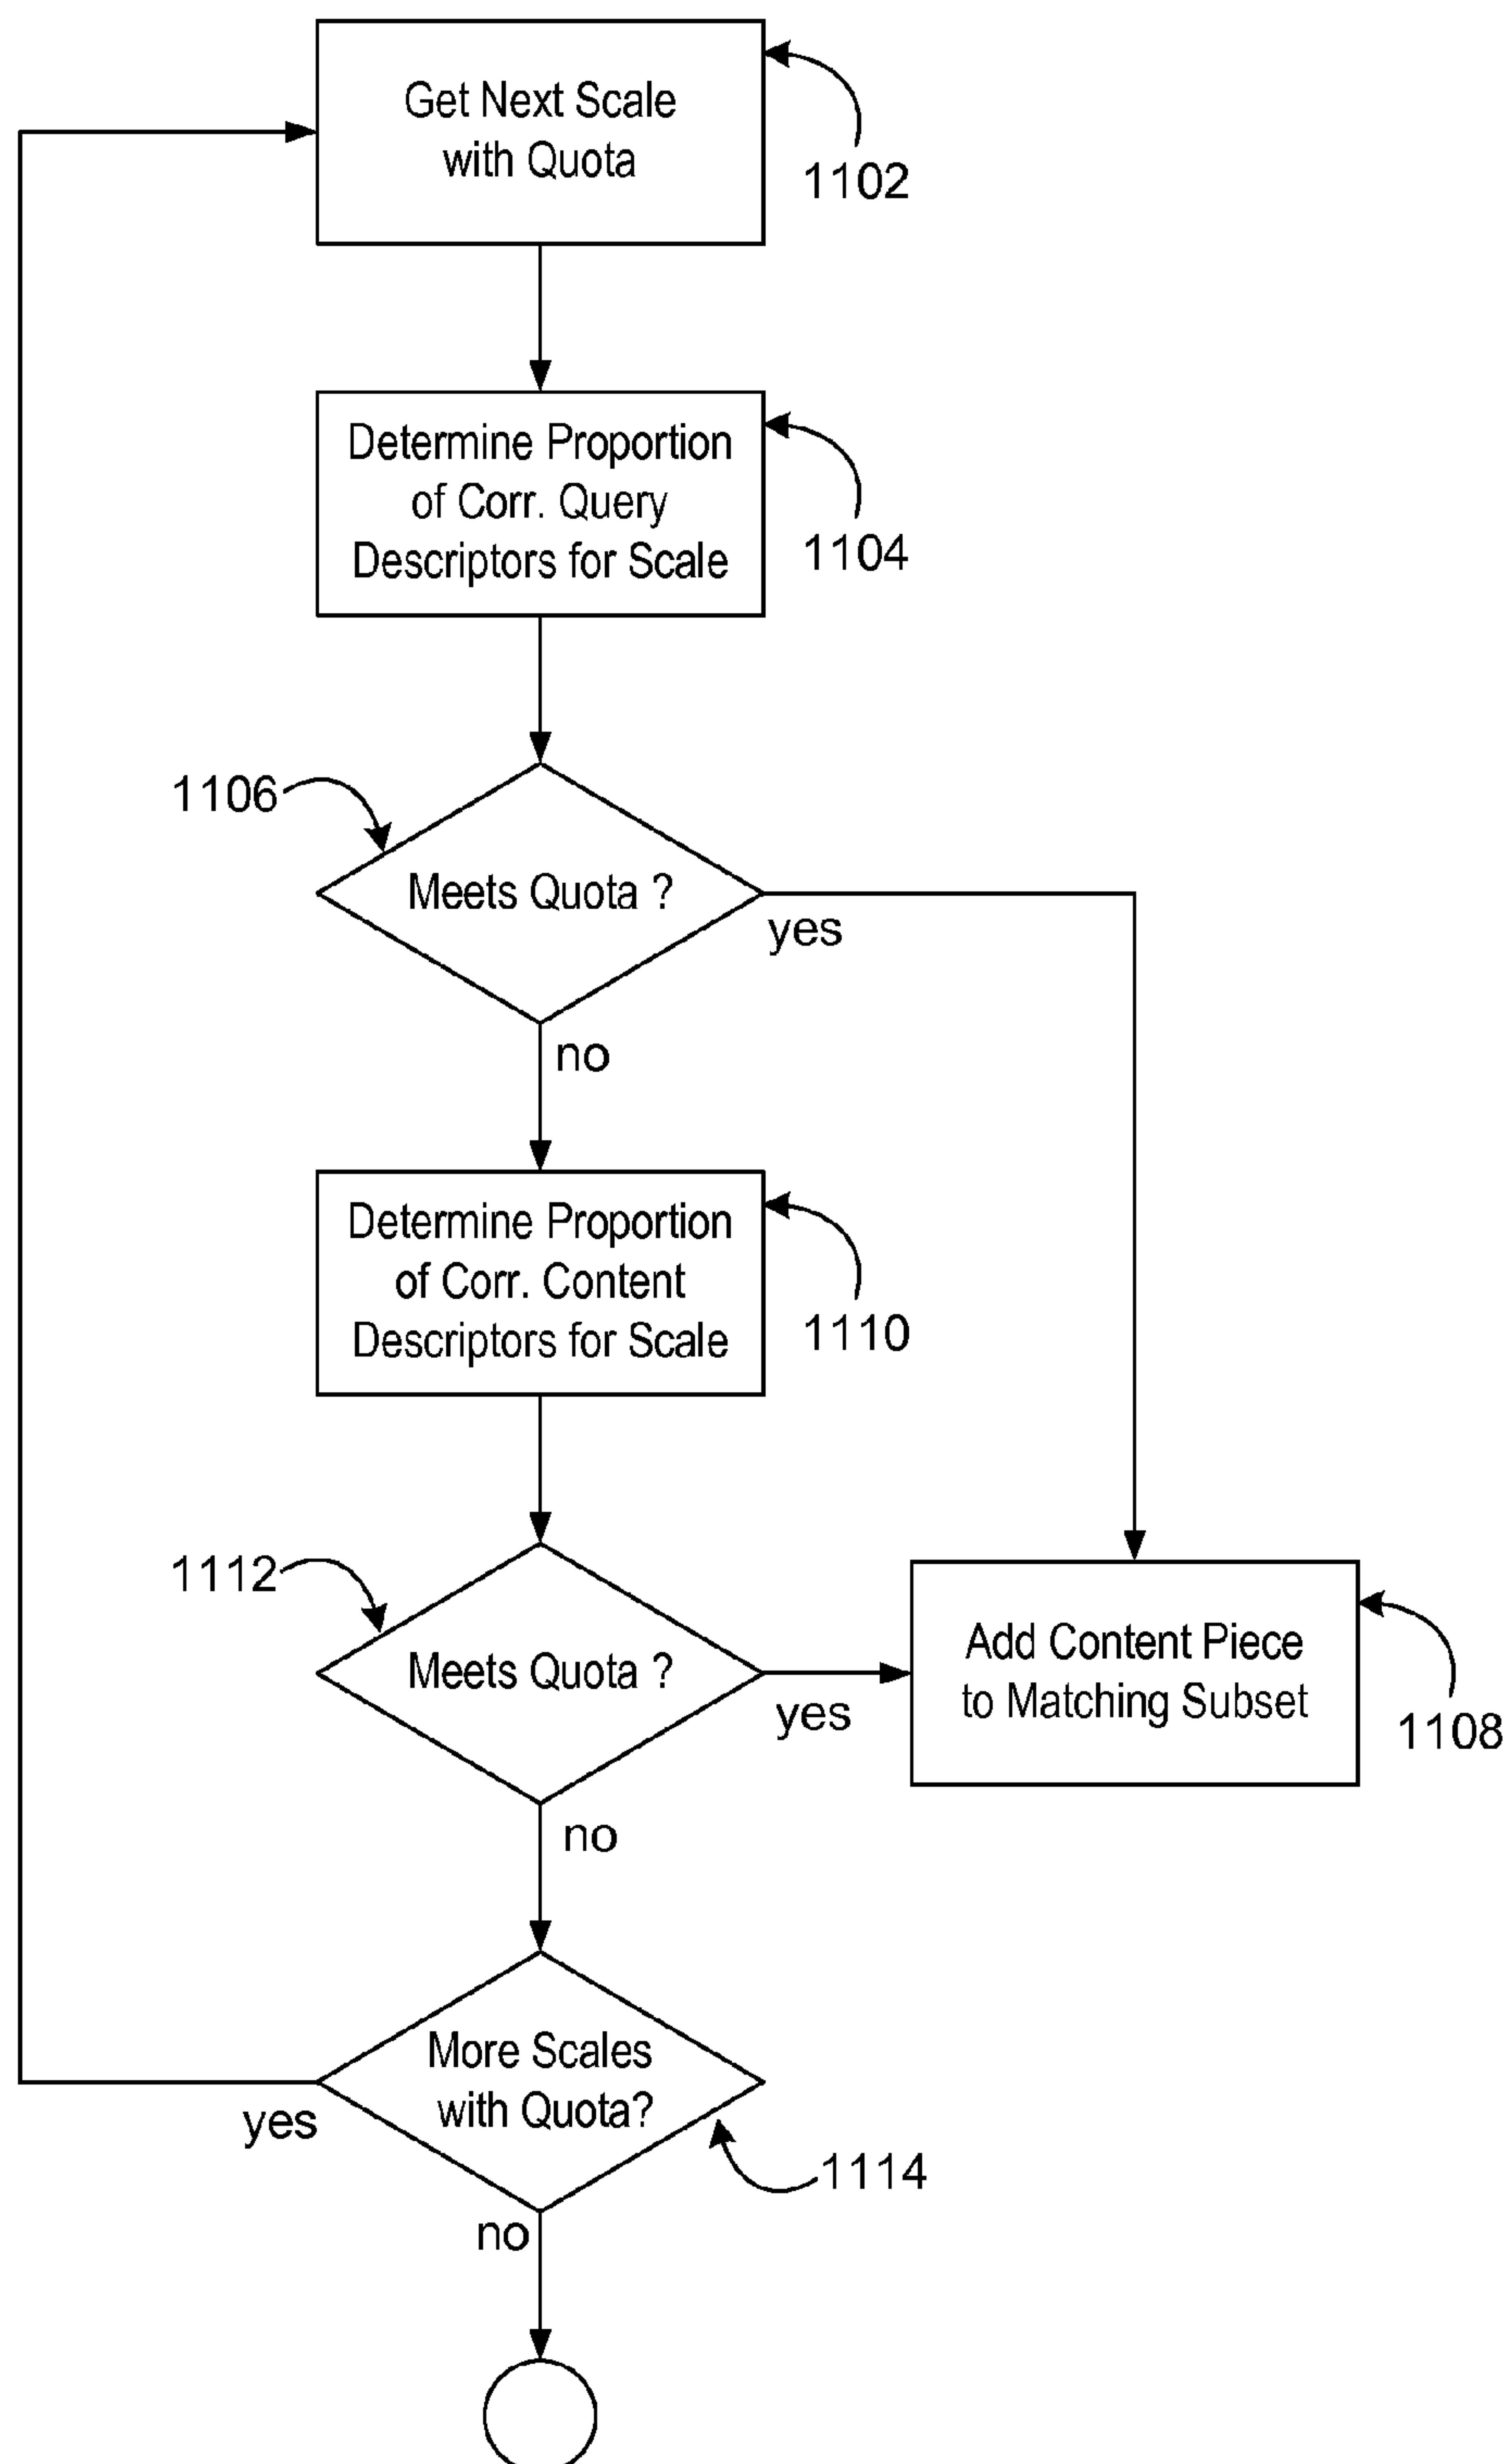 Get Next Scale
with Quota
1102
Determine Proportion
of Corr. Query
Descriptors for Scale
1104
1106
Meets Quota ?
yes
no
Determine Proportion
of Corr. Content
Descriptors for Scale
1110
1112
Meets Quota ?
yes
Add Content Piece
to Matching Subset
1108
no
More Scales
with Quota?
yes
1114
no